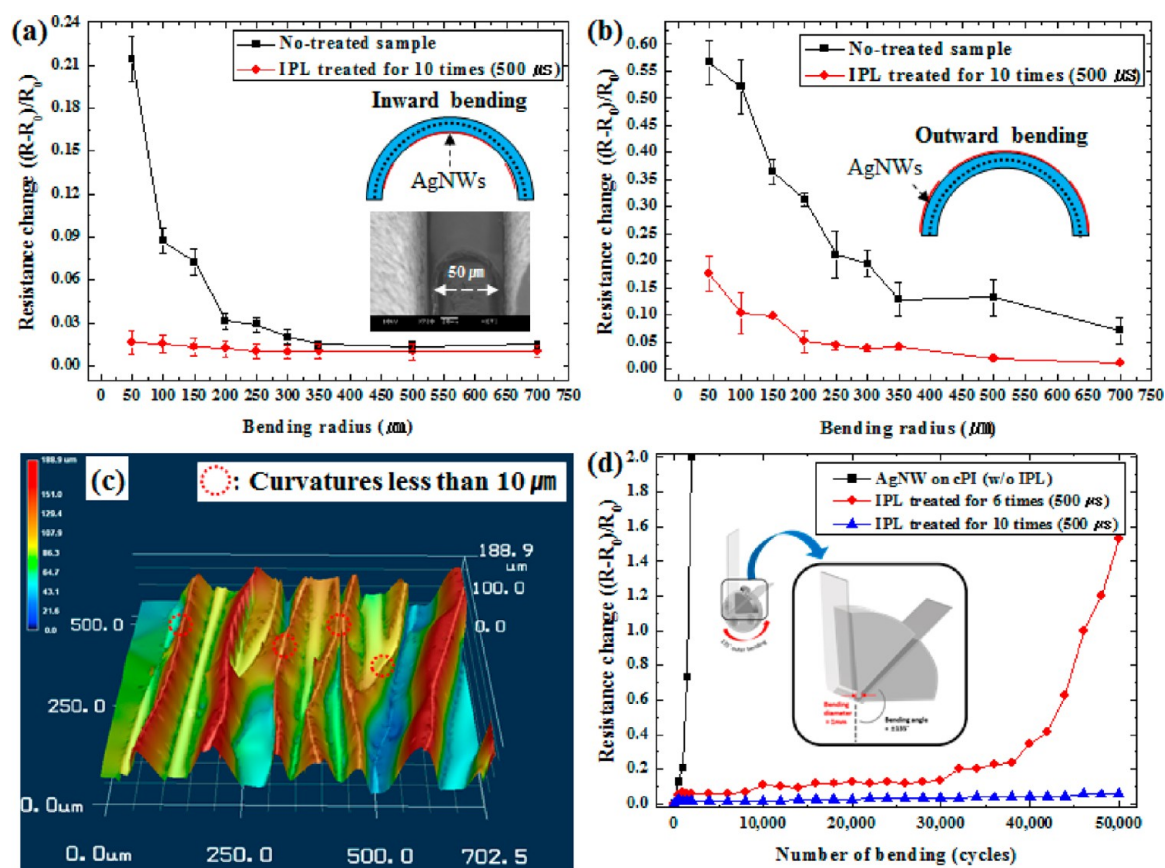 (a)
0.24
0.21
0.18
0.15
0.12
0.09
0.06
0.03
0.00
Resistance change ((R-R0)/R0)
No-treated sample
IPL treated for 10 times (500 μs)
Inward bending
AgNWs
50 μm
0 50 100 150 200 250 300 350 400 450 500 550 600 650 700 750
Bending radius (μm)
(b)
0.60
0.55
0.50
0.45
0.40
0.35
0.30
0.25
0.20
0.15
0.10
0.05
0.00
Resistance change ((R-R0)/R0)
No-treated sample
IPL treated for 10 times (500 μs)
Outward bending
AgNWs
0 50 100 150 200 250 300 350 400 450 500 550 600 650 700 750
Bending radius (μm)
(c)
: Curvatures less than 10 μm
188.9 um
151.0
129.5
107.9
86.3
64.7
43.1
21.6
0.0
188.9
μm
100.0
0.0
500.0
250.0
0.0um
0.0um 250.0 500.0 702.5
(d)
2.0
1.8
1.6
1.4
1.2
1.0
0.8
0.6
0.4
0.2
0.0
Resistance change ((R-R0)/R0)
AgNW on cPI (w/o IPL)
IPL treated for 6 times (500 μs)
IPL treated for 10 times (500 μs)
Bending
diameter
= 1mm
Bending angle
0 10,000 20,000 30,000 40,000 50,000
Number of bending (cycles)